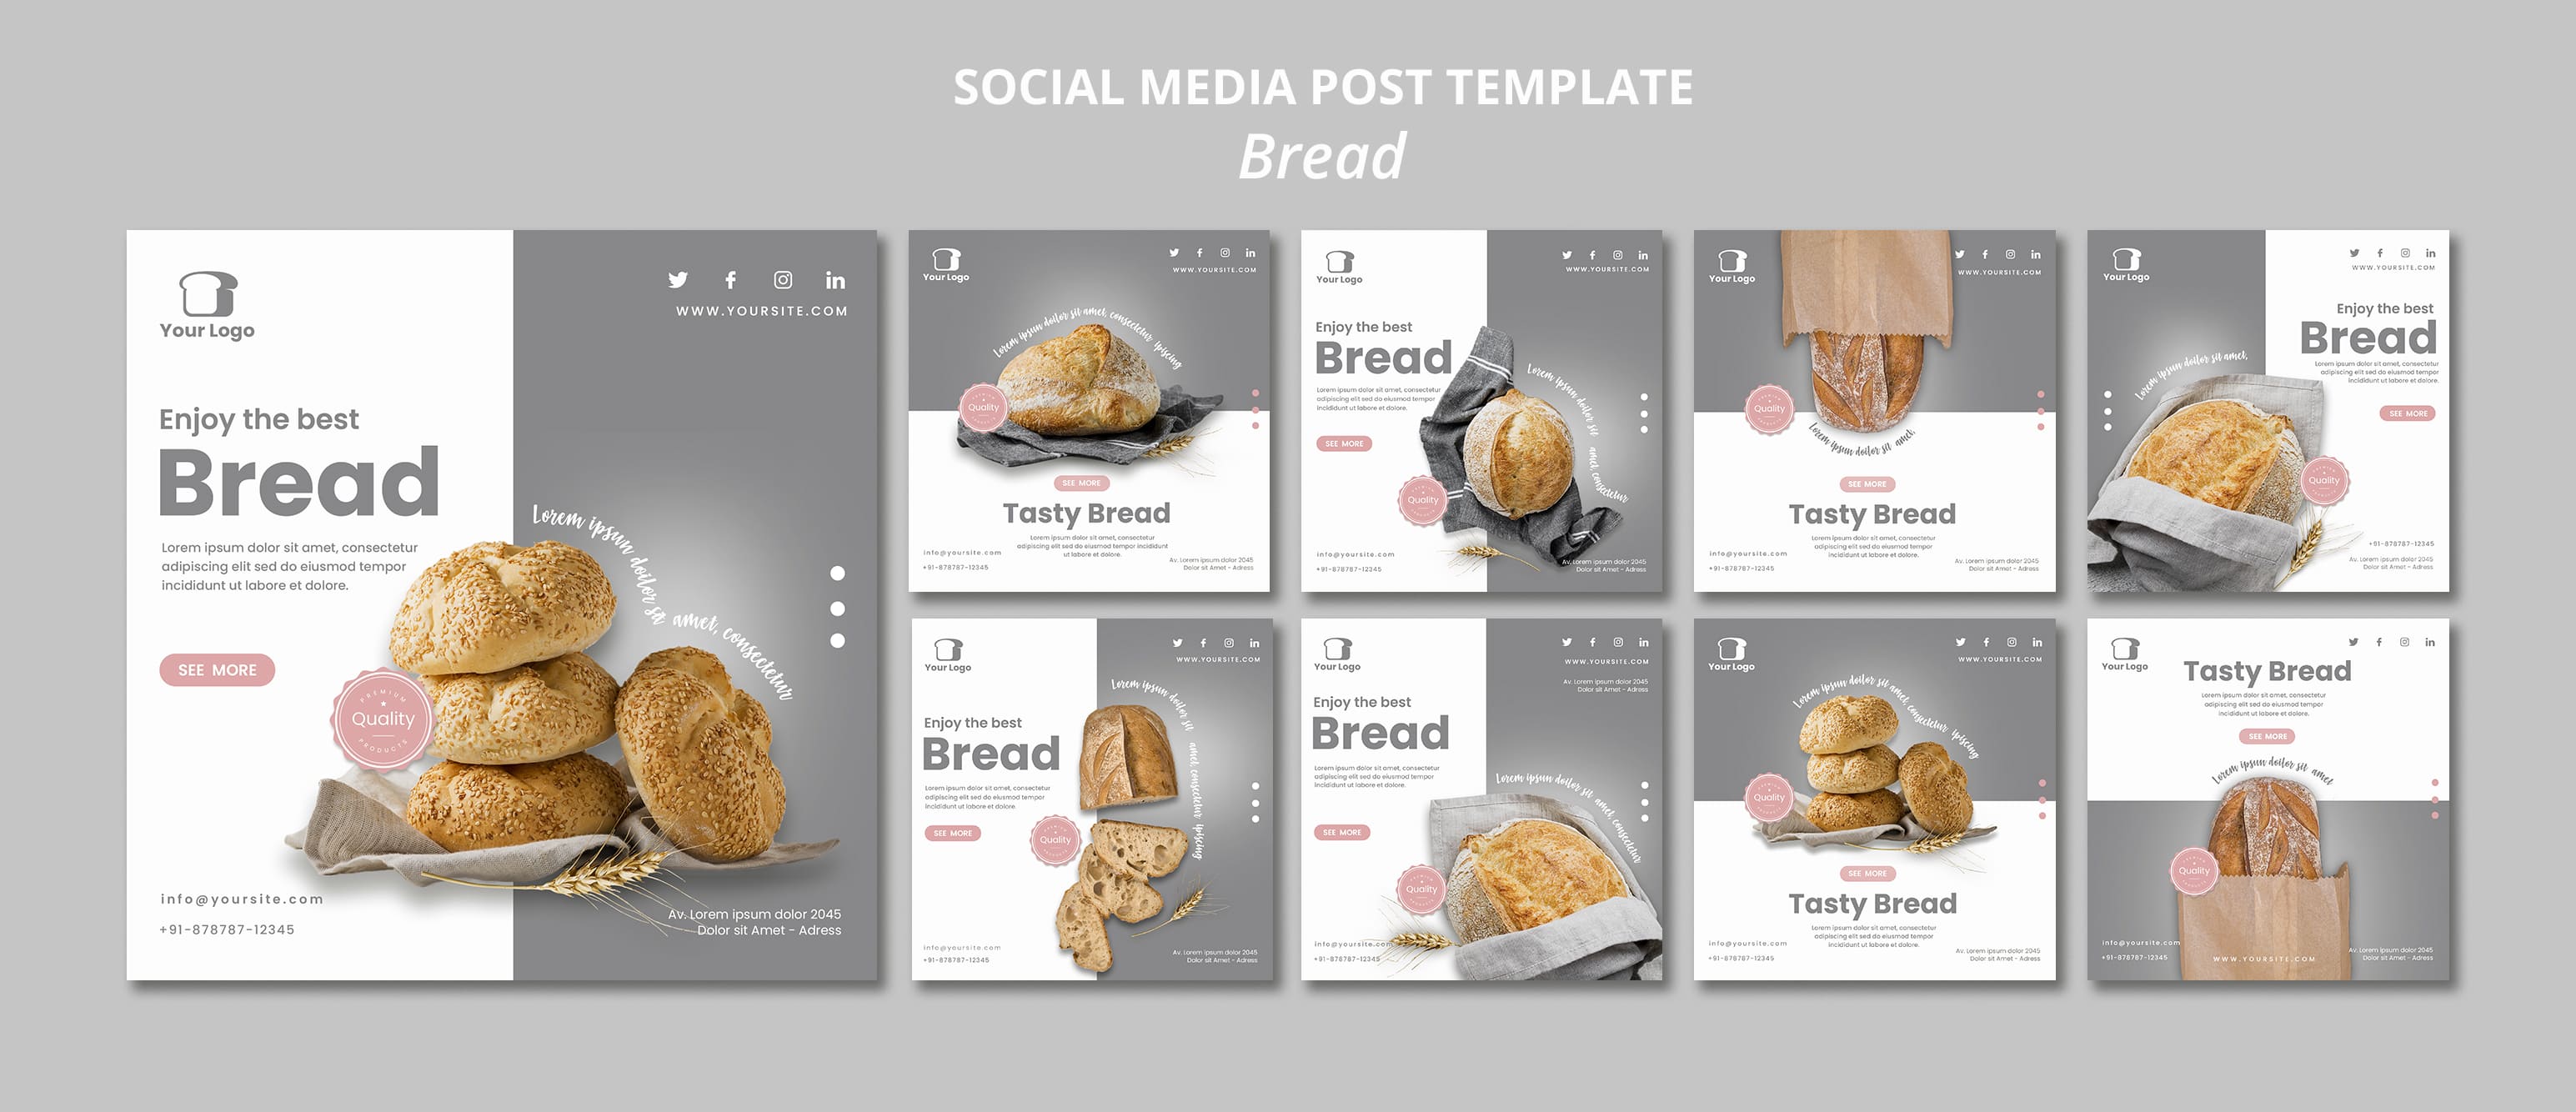 SOCIAL MEDIA POST TEMPLATE
Bread
Your Logo
WWW.YOURSITE.COM
Enjoy the best
Bread
Lorem ipsum dolor sit amet, consectetur
adipiscing elit sed do eiusmod tempor
incididunt ut labore et dolore.
Lorem ipsun doilor sit amet, consectetur
SEE MORE
PREMIUM
Quality
PRODUCTS
info@yoursite.com
+91-878787-12345
Av. Lorem ipsum dolor 2045
Dolor sit Amet - Adress
Your Logo
WWW.YOURSITE.COM
Lorem ipsun doilor sit amet, consectetur ipiscing
Quality
SEE MORE
Tasty Bread
Lorem ipsum dolor sit amet, consectetur
adipiscing elit sed do eiusmod tempor incididunt
ut labore et dolore.
info@yoursite.com
+91-878787-12345
Av. Lorem ipsum dolor 2045
Dolor sit Amet - Adress
Your Logo
WWW.YOURSITE.COM
Enjoy the best
Bread
Lorem ipsum dolor sit amet, consectetur
adipiscing elit sed do eiusmod tempor
incididunt ut labore et dolore.
Lorem ipsun doilor sit amet, consectetur
SEE MORE
Quality
info@yoursite.com
+91-878787-12345
Av. Lorem ipsum dolor 2045
Dolor sit Amet - Adress
Your Logo
WWW.YOURSITE.COM
Quality
Lorem ipsun doilor sit amet,
SEE MORE
Tasty Bread
Lorem ipsum dolor sit amet, consectetur
adipiscing elit sed do eiusmod tempor
incididunt ut labore et dolore.
info@yoursite.com
+91-878787-12345
Av. Lorem ipsum dolor 2045
Dolor sit Amet - Adress
Your Logo
WWW.YOURSITE.COM
Enjoy the best
Bread
Lorem ipsum dolor sit amet, consectetur
adipiscing elit sed do eiusmod tempor
incididunt ut labore et dolore.
Lorem ipsun doilor sit amet,
SEE MORE
Quality
+91-878787-12345
Av. Lorem ipsum dolor 2045
Dolor sit Amet - Adress
Your Logo
WWW.YOURSITE.COM
Lorem ipsun doilor sit amet, consectetur ipiscing
Enjoy the best
Bread
Lorem ipsum dolor sit amet, consectetur
adipiscing elit sed do eiusmod tempor
incididunt ut labore et dolore.
SEE MORE
Quality
info@yoursite.com
+91-878787-12345
Av. Lorem ipsum dolor 2045
Dolor sit Amet - Adress
Your Logo
WWW.YOURSITE.COM
Av. Lorem ipsum dolor 2045
Dolor sit Amet - Adress
Enjoy the best
Bread
Lorem ipsum dolor sit amet, consectetur
adipiscing elit sed do eiusmod tempor
incididunt ut labore et dolore.
Lorem ipsun doilor sit amet, consectetur
SEE MORE
Quality
info@yoursite.com
+91-878787-12345
Your Logo
WWW.YOURSITE.COM
Lorem ipsun doilor sit amet, consectetur ipiscing
Quality
SEE MORE
Tasty Bread
Lorem ipsum dolor sit amet, consectetur
adipiscing elit sed do eiusmod tempor
incididunt ut labore et dolore.
info@yoursite.com
+91-878787-12345
Av. Lorem ipsum dolor 2045
Dolor sit Amet - Adress
Your Logo
Tasty Bread
Lorem ipsum dolor sit amet, consectetur
adipiscing elit sed do eiusmod tempor
incididunt ut labore et dolore.
SEE MORE
Lorem ipsun doilor sit amet
Quality
info@yoursite.com
+91-878787-12345
WWW.YOURSITE.COM
Av. Lorem ipsum dolor 2045
Dolor sit Amet - Adress